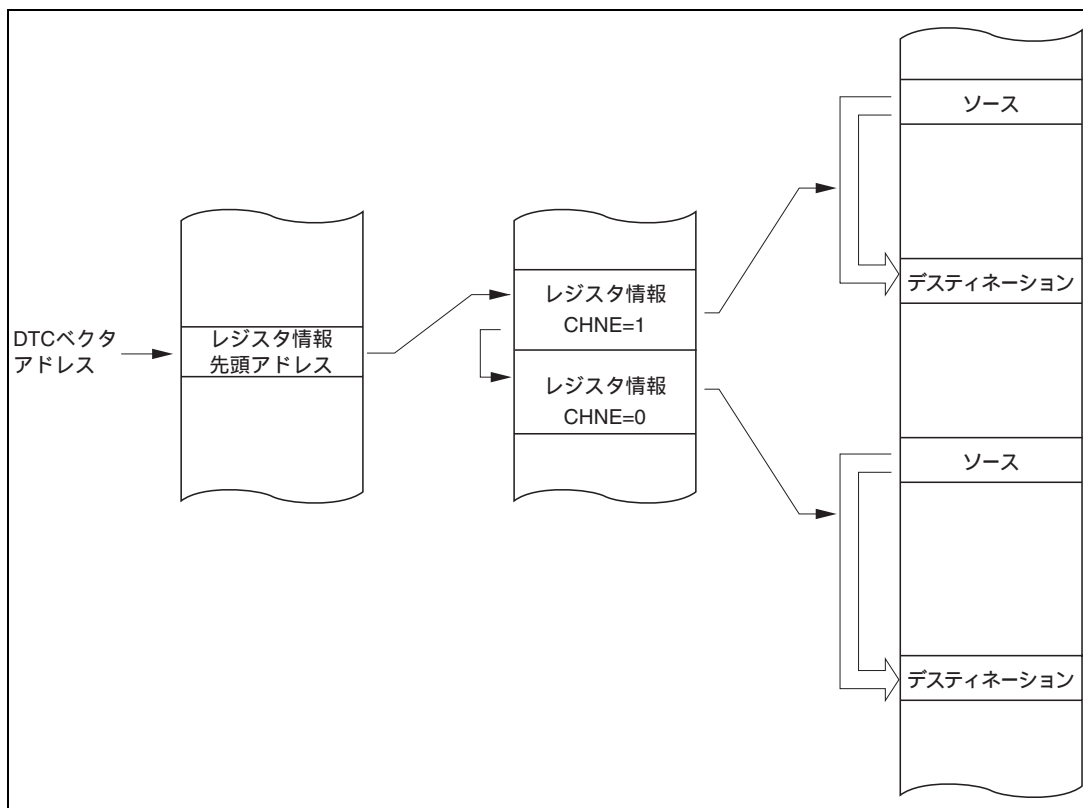 DTCベクタ
アドレス
レジスタ情報
先頭アドレス
レジスタ情報
CHNE=1
レジスタ情報
CHNE=0
ソース
デスティネーション
ソース
デスティネーション